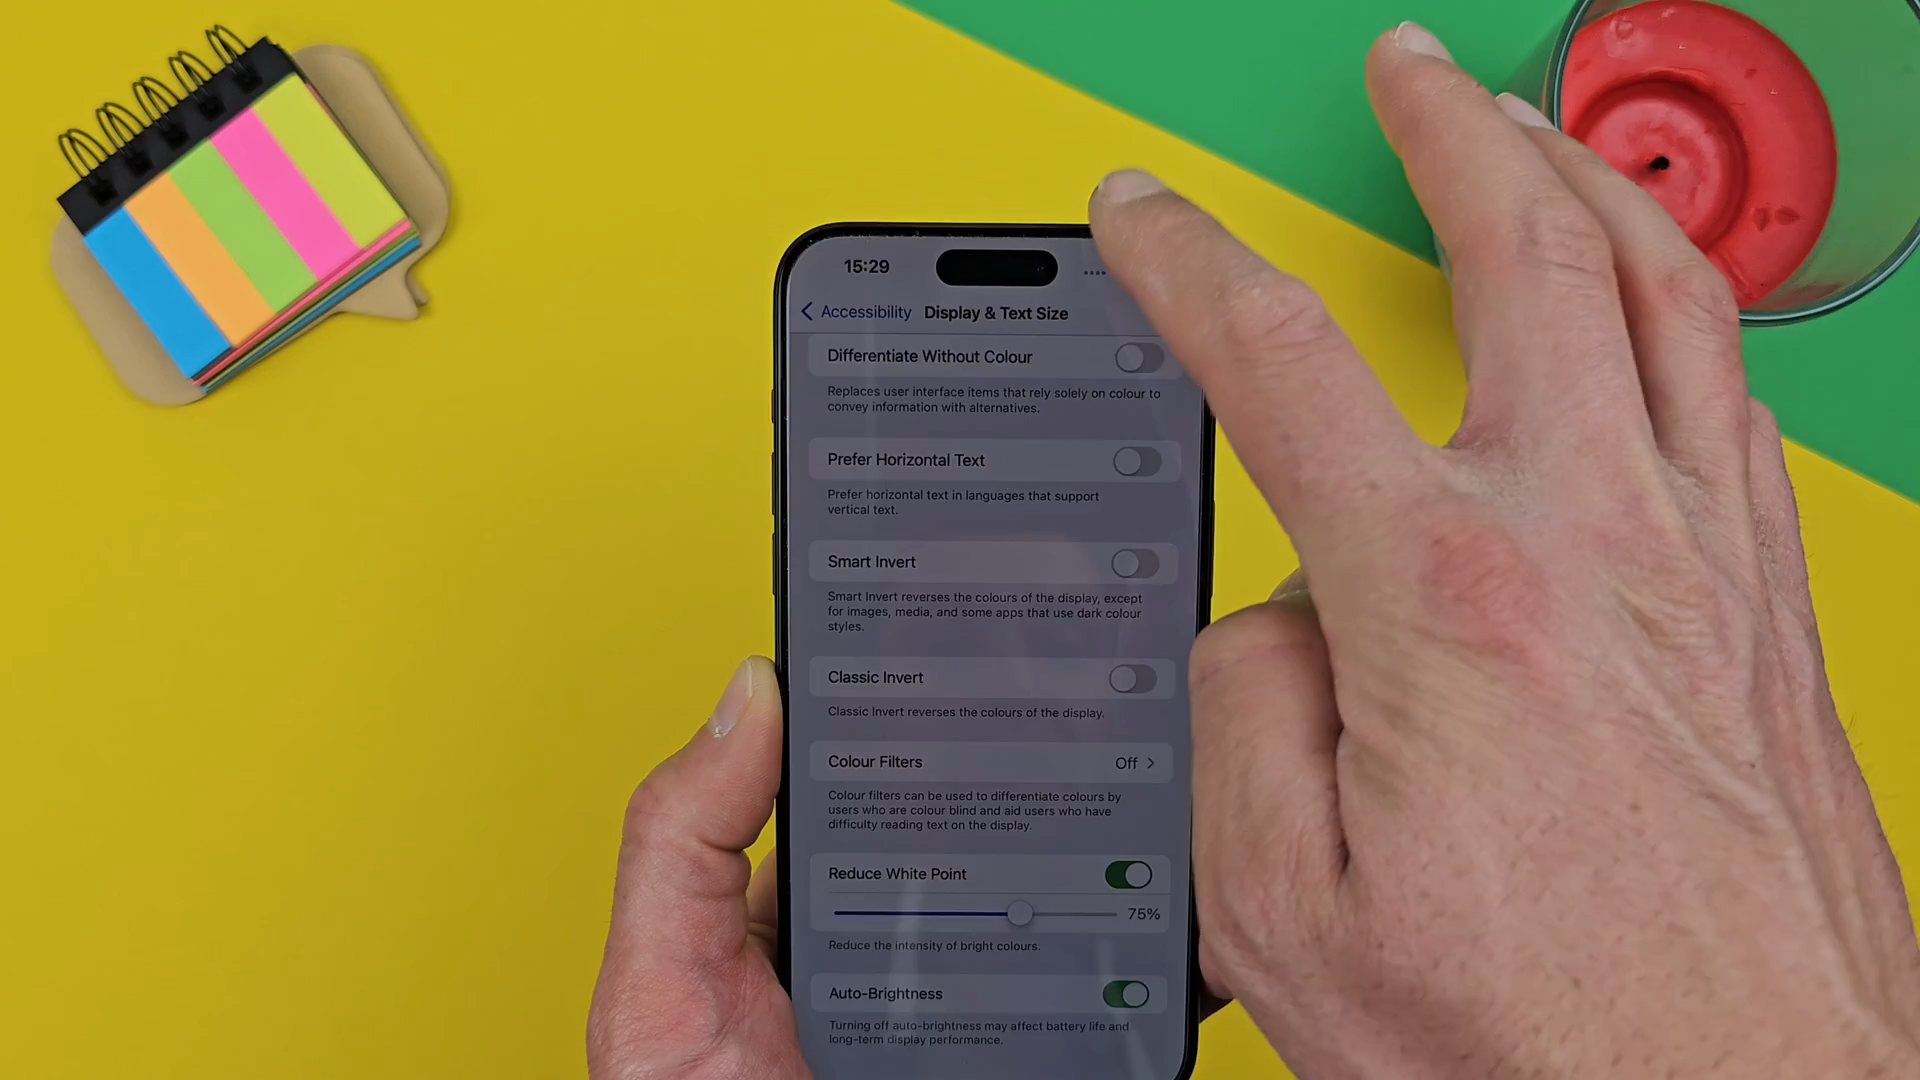 15:29
Accessibility Display & Text Size
Differentiate Without Colour
Replaces user interface items that rely solely on colour to
convey information with alternatives.
Prefer Horizontal Text
Prefer horizontal text in languages that support
vertical text.
Smart Invert
Smart Invert reverses the colours of the display, except
for images, media, and some apps that use dark colour
styles.
Classic Invert
Classic Invert reverses the colours of the display.
Colour Filters Off
Colour filters can be used to differentiate colours by
users who are colour blind and aid users who have
difficulty reading text on the display.
Reduce White Point
75%
Reduce the intensity of bright colours.
Auto-Brightness
Turning off auto-brightness may affect battery life and
long-term display performance.